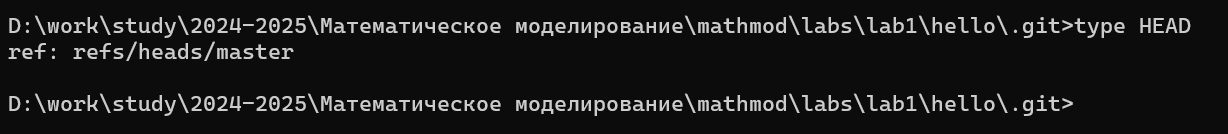 D:\work\study\2024-2025\Математическое моделирование\mathmod\labs\lab1\hello\.git>type HEAD
ref: refs/heads/master
D:\work\study\2024-2025\Математическое моделирование\mathmod\labs\lab1\hello\.git>